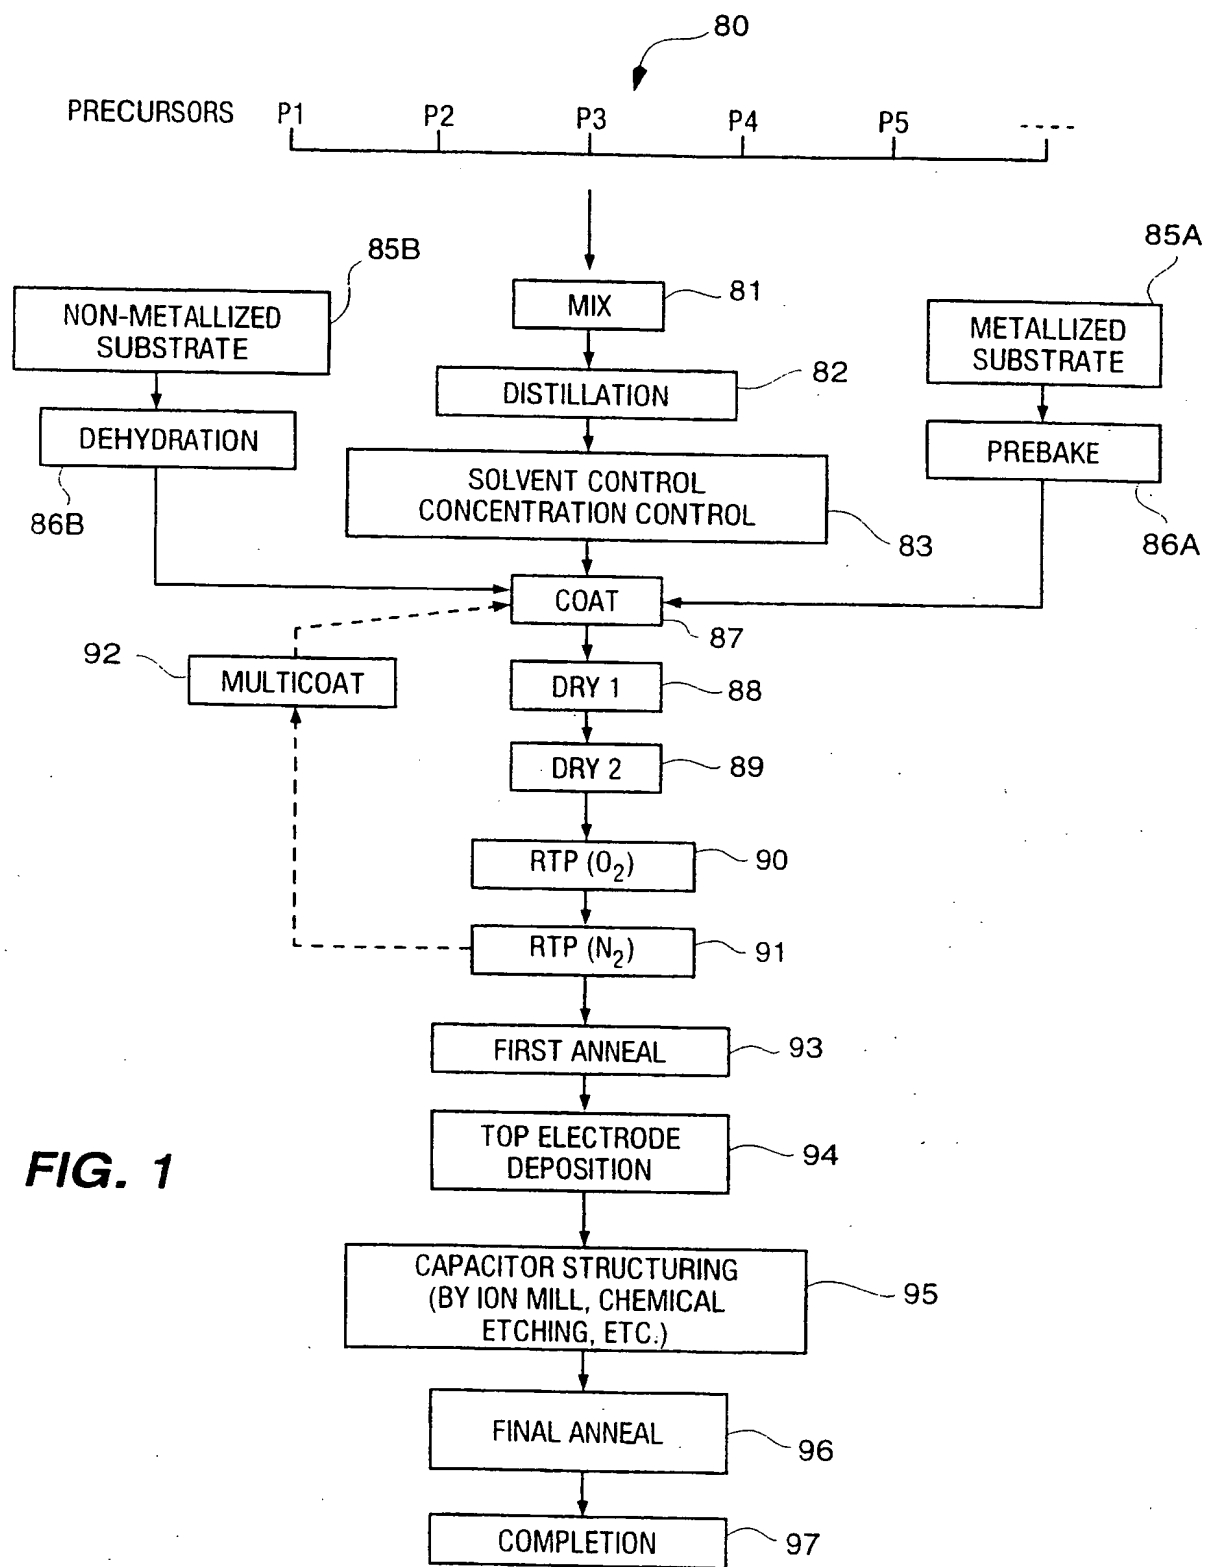 80
PRECURSORS P1 P2 P3 P4 P5 ----
85B
85A
NON-METALLIZED
SUBSTRATE
MIX
81
METALLIZED
SUBSTRATE
DISTILLATION
82
DEHYDRATION
86B
PREBAKE
86A
SOLVENT CONTROL
CONCENTRATION CONTROL
83
COAT
87
92
MULTICOAT
DRY 1
88
DRY 2
89
RTP (O₂)
90
RTP (N₂)
91
FIRST ANNEAL
93
TOP ELECTRODE
DEPOSITION
94
FIG. 1
CAPACITOR STRUCTURING
(BY ION MILL, CHEMICAL
ETCHING, ETC.)
95
FINAL ANNEAL
96
COMPLETION
97